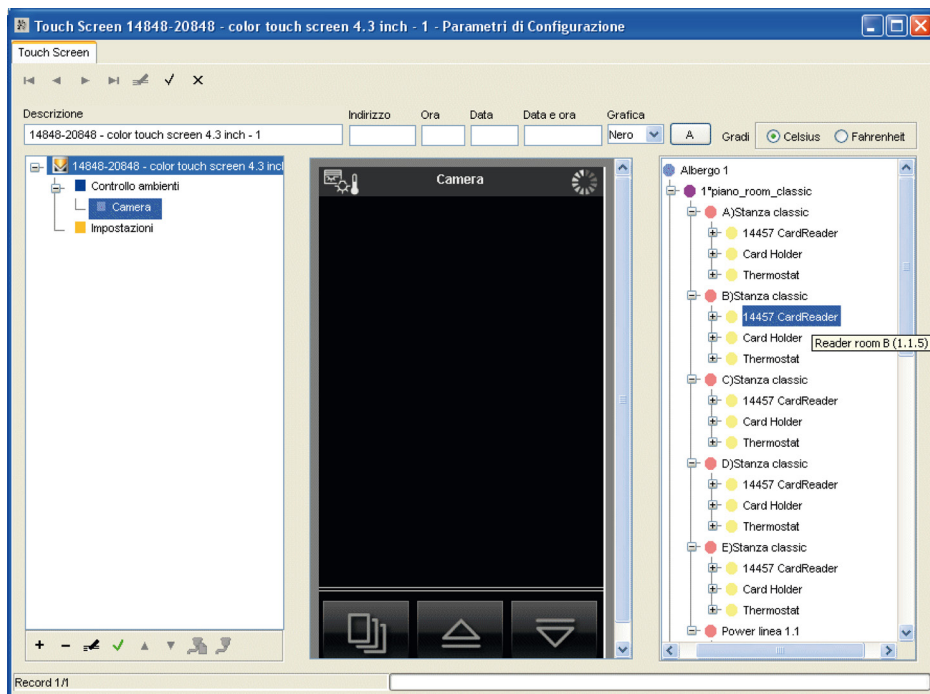 Touch Screen 14848-20848 - color touch screen 4.3 inch - 1 - Parametri di Configurazione
Touch Screen
Descrizione
Indirizzo
Ora
Data
Data e ora
Grafica
14848-20848 - color touch screen 4.3 inch - 1
Nero
A
Gradi
Celsius
Fahrenheit
14848-20848 - color touch screen 4.3 incl
Controllo ambienti
Camera
Impostazioni
Camera
Albergo 1
1°piano_room_classic
A)Stanza classic
14457 CardReader
Card Holder
Thermostat
B)Stanza classic
14457 CardReader
Card Holder
Reader room B (1.1.5)
Thermostat
C)Stanza classic
14457 CardReader
Card Holder
Thermostat
D)Stanza classic
14457 CardReader
Card Holder
Thermostat
E)Stanza classic
14457 CardReader
Card Holder
Thermostat
Power linea 1.1
Record 1/1